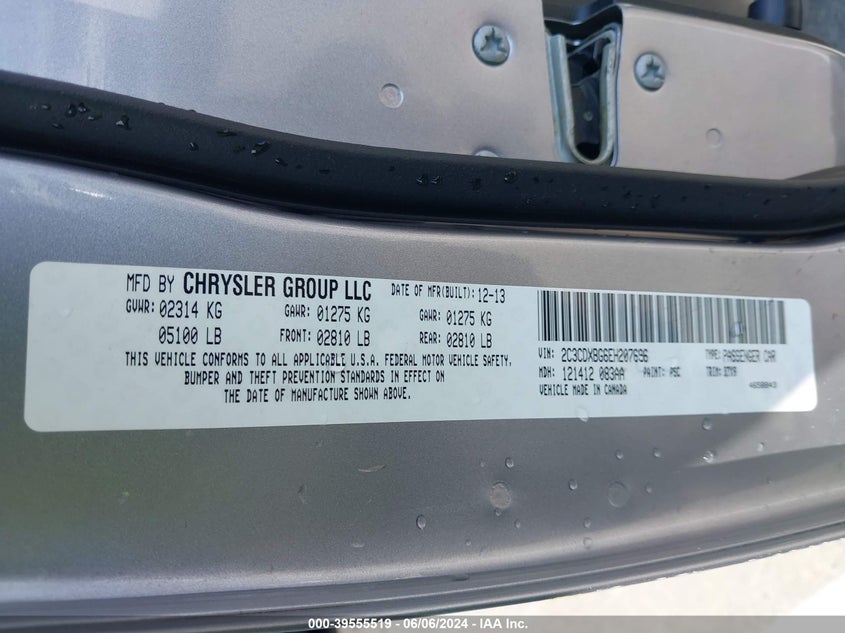 MFD BY CHRYSLER GROUP LLC DATE OF MFR(BUILT): 12-13
GVWR: 02314 KG GAWR: 01275 KG GAWR: 01275 KG
05100 LB FRONT: 02810 LB REAR: 02810 LB
THIS VEHICLE CONFORMS TO ALL APPLICABLE U.S.A. FEDERAL MOTOR VEHICLE SAFETY,
BUMPER AND THEFT PREVENTION STANDARDS IN EFFECT ON
THE DATE OF MANUFACTURE SHOWN ABOVE.
VIN: 2C3CDXBG6EH207696 TYPE: PASSENGER CAR
MDH: 121412 083AA PAINT: PSC TRIM:
VEHICLE MADE IN CANADA
000-39555519 - 06/06/2024 - IAA Inc.